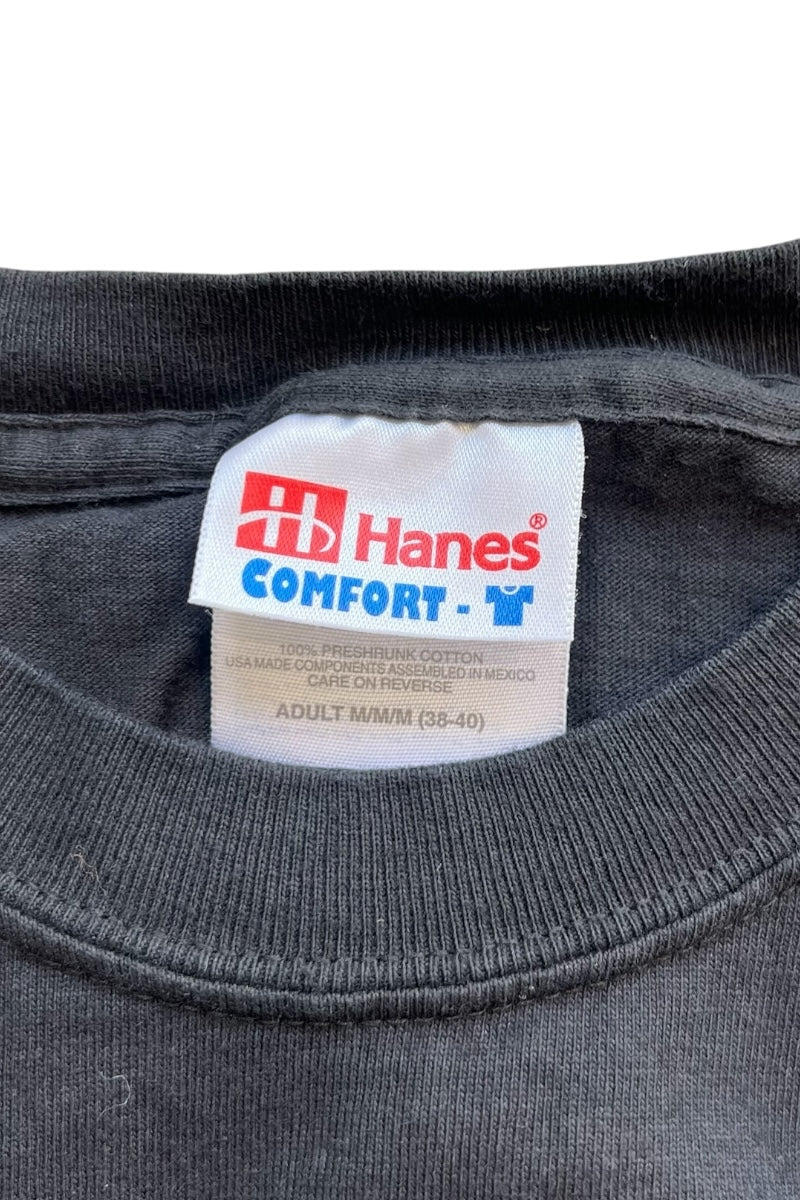 H Hanes®
COMFORT -
100% PRESHRUNK COTTON
USA MADE COMPONENTS ASSEMBLED IN MEXICO
CARE ON REVERSE
ADULT M/M/M (38-40)